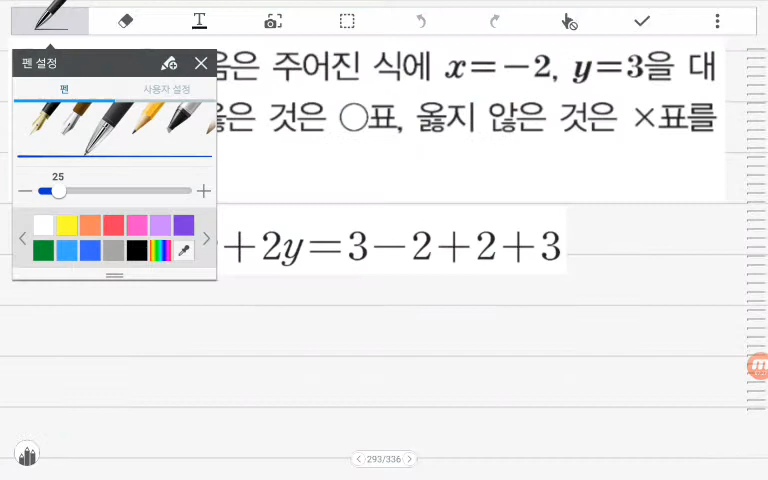 T
펜 설정
은 주어진 식에 x=−2, y=3을 대
펜 사용자 설정
은 것은 ○표, 옳지 않은 것은 ×표를
25
+2y=3−2+2+3
293/336